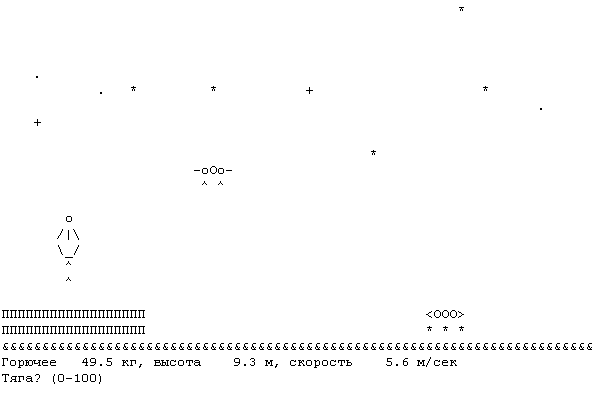 Горючее 49.5 кг, высота 9.3 м, скорость 5.6 м/сек
Тяга? (0-100)